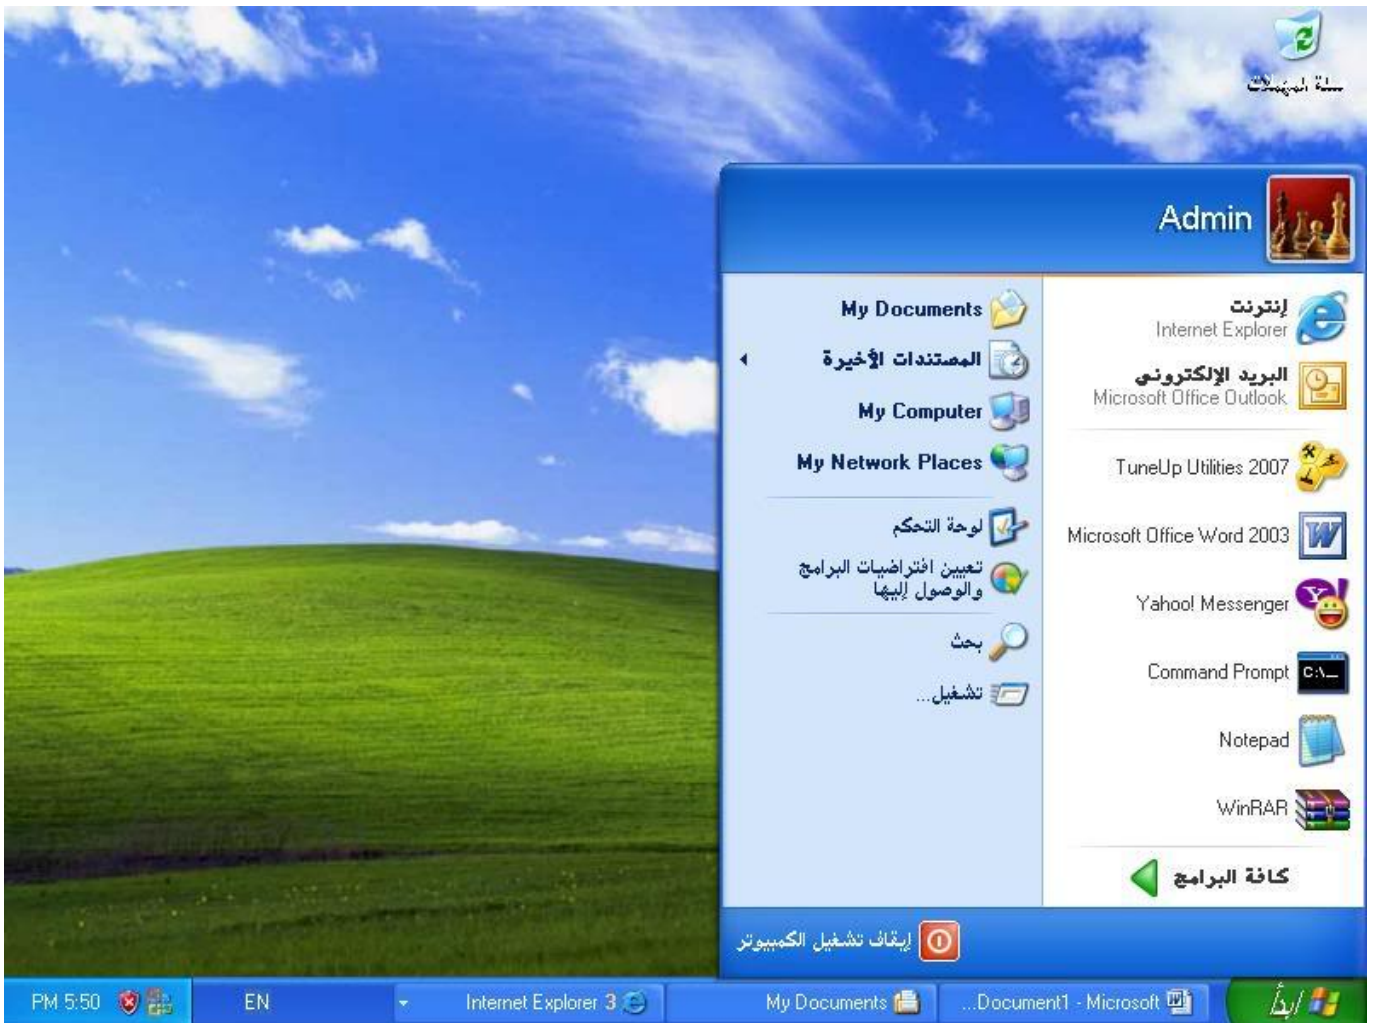 سلة المهملات
Admin
إنترنت
Internet Explorer
البريد الإلكتروني
Microsoft Office Outlook
TuneUp Utilities 2007
Microsoft Office Word 2003
Yahoo! Messenger
Command Prompt
C:\_
Notepad
WinRAR
كافة البرامج
My Documents
المستندات الأخيرة
My Computer
My Network Places
لوحة التحكم
تعيين افتراضيات البرامج
والوصول إليها
بحث
تشغيل...
إيقاف تشغيل الكمبيوتر
ابدأ
...Document1 - Microsoft
My Documents
Internet Explorer 3
EN
PM 5:50